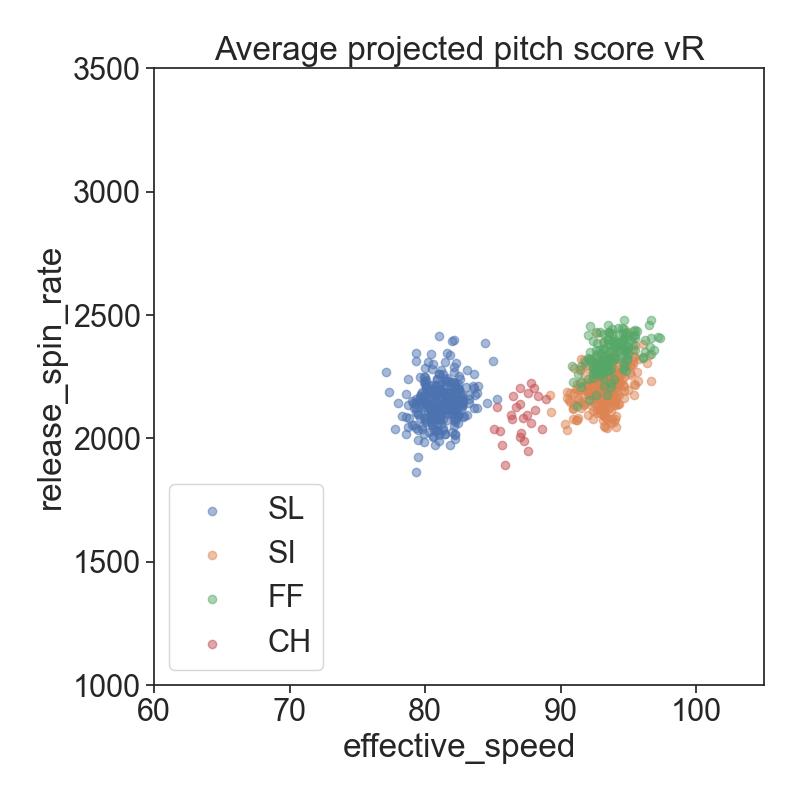 Average projected pitch score vR
3500
3000
2500
2000
1500
1000
release_spin_rate
SL
SI
FF
CH
60
70
80
90
100
effective_speed